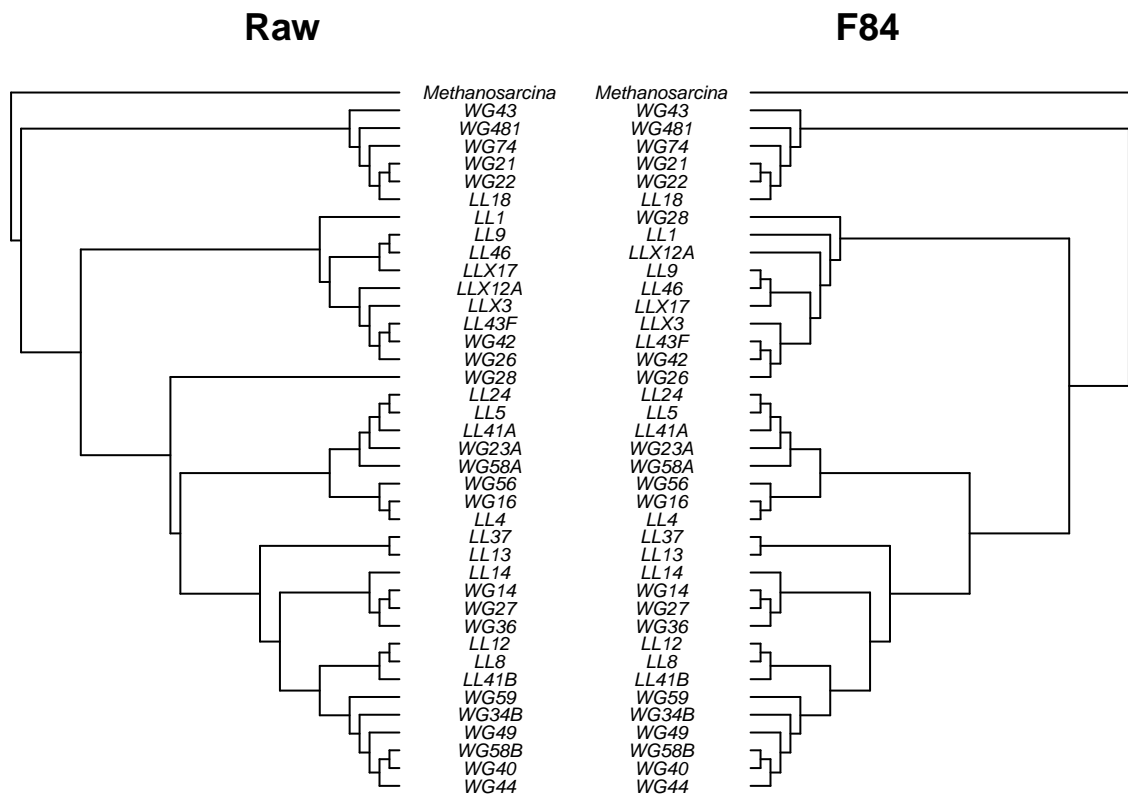 Raw
F84
Methanosarcina Methanosarcina
WG43 WG43
WG481 WG481
WG74 WG74
WG21 WG21
WG22 WG22
LL18 LL18
LL1 WG28
LL9 LL1
LL46 LLX12A
LLX17 LL9
LLX12A LL46
LLX3 LLX17
LL43F LLX3
WG42 LL43F
WG26 WG42
WG28 WG26
LL24 LL24
LL5 LL5
LL41A LL41A
WG23A WG23A
WG58A WG58A
WG56 WG56
WG16 WG16
LL4 LL4
LL37 LL37
LL13 LL13
LL14 LL14
WG14 WG14
WG27 WG27
WG36 WG36
LL12 LL12
LL8 LL8
LL41B LL41B
WG59 WG59
WG34B WG34B
WG49 WG49
WG58B WG58B
WG40 WG40
WG44 WG44